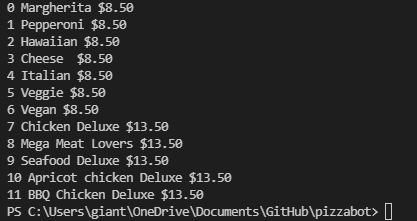 0 Margherita $8.50
1 Pepperoni $8.50
2 Hawaiian $8.50
3 Cheese  $8.50
4 Italian $8.50
5 Veggie $8.50
6 Vegan $8.50
7 Chicken Deluxe $13.50
8 Mega Meat Lovers $13.50
9 Seafood Deluxe $13.50
10 Apricot chicken Deluxe $13.50
11 BBQ Chicken Deluxe $13.50
PS C:\Users\giant\OneDrive\Documents\GitHub\pizzabot>